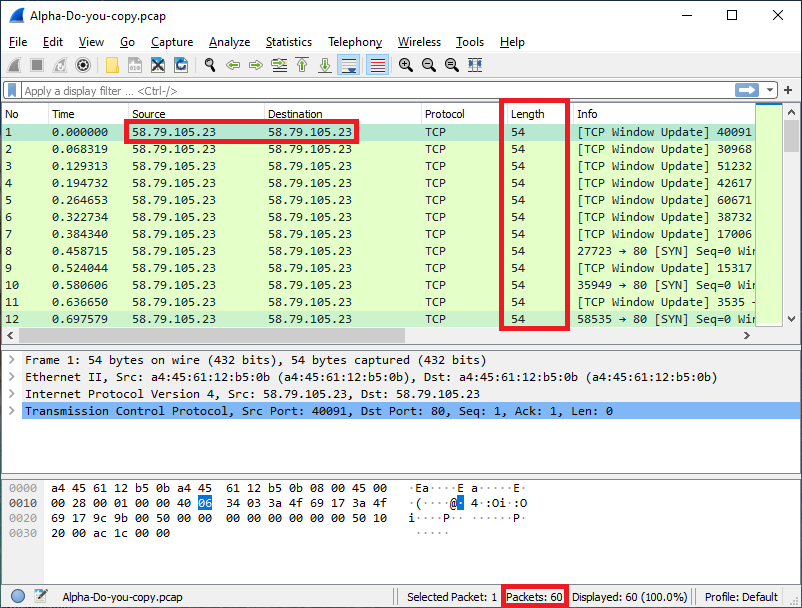 Alpha-Do-you-copy.pcap
File Edit View Go Capture Analyze Statistics Telephony Wireless Tools Help
Apply a display filter ... <Ctrl-/>
No Time Source Destination Protocol Length Info
1 0.000000 58.79.105.23 58.79.105.23 TCP 54 [TCP Window Update] 40091
2 0.068319 58.79.105.23 58.79.105.23 TCP 54 [TCP Window Update] 30968
3 0.129313 58.79.105.23 58.79.105.23 TCP 54 [TCP Window Update] 51232
4 0.194732 58.79.105.23 58.79.105.23 TCP 54 [TCP Window Update] 42617
5 0.264653 58.79.105.23 58.79.105.23 TCP 54 [TCP Window Update] 60671
6 0.322734 58.79.105.23 58.79.105.23 TCP 54 [TCP Window Update] 38732
7 0.384340 58.79.105.23 58.79.105.23 TCP 54 [TCP Window Update] 17006
8 0.458715 58.79.105.23 58.79.105.23 TCP 54 27723 → 80 [SYN] Seq=0 Wi
9 0.524044 58.79.105.23 58.79.105.23 TCP 54 [TCP Window Update] 15317
10 0.580606 58.79.105.23 58.79.105.23 TCP 54 35949 → 80 [SYN] Seq=0 Wi
11 0.636650 58.79.105.23 58.79.105.23 TCP 54 [TCP Window Update] 3535 →
12 0.697579 58.79.105.23 58.79.105.23 TCP 54 58535 → 80 [SYN] Seq=0 Wi
Frame 1: 54 bytes on wire (432 bits), 54 bytes captured (432 bits)
Ethernet II, Src: a4:45:61:12:b5:0b (a4:45:61:12:b5:0b), Dst: a4:45:61:12:b5:0b (a4:45:61:12:b5:0b)
Internet Protocol Version 4, Src: 58.79.105.23, Dst: 58.79.105.23
Transmission Control Protocol, Src Port: 40091, Dst Port: 80, Seq: 1, Ack: 1, Len: 0
0000 a4 45 61 12 b5 0b a4 45 61 12 b5 0b 08 00 45 00 ·Ea····E a·····E·
0010 00 28 00 01 00 00 40 06 34 03 3a 4f 69 17 3a 4f ·(····@· 4·:Oi·:O
0020 69 17 9c 9b 00 50 00 00 00 00 00 00 00 00 50 10 i····P·· ······P·
0030 20 00 ac 1c 00 00 ·····
Alpha-Do-you-copy.pcap Selected Packet: 1 Packets: 60 Displayed: 60 (100.0%) Profile: Default